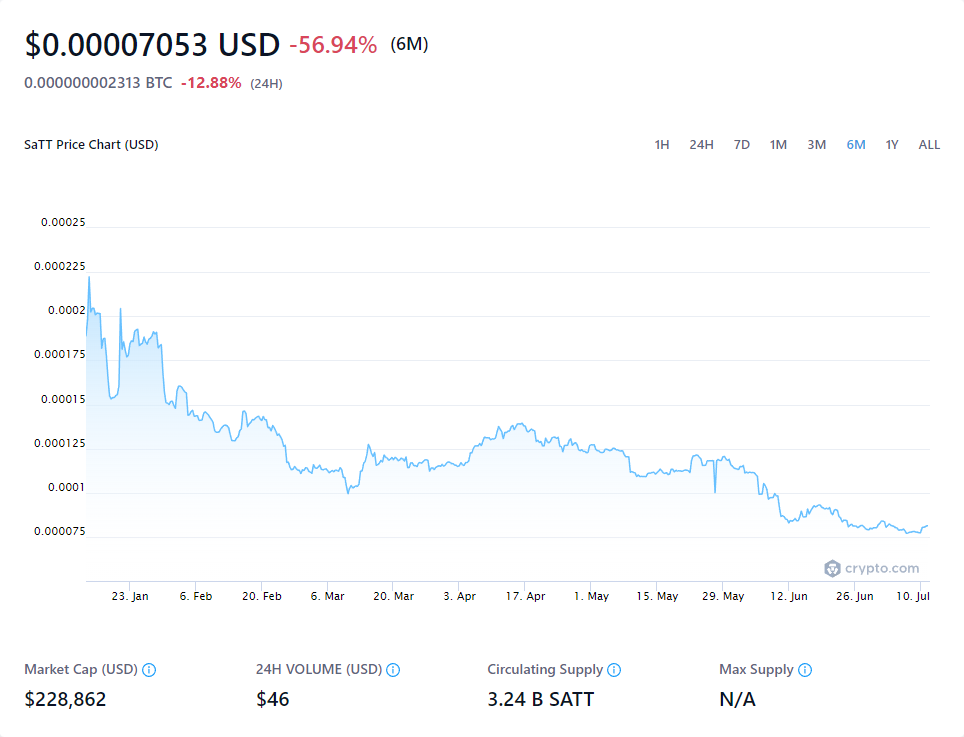 $0.00007053 USD -56.94% (6M)
0.000000002313 BTC -12.88% (24H)
SaTT Price Chart (USD) 1H 24H 7D 1M 3M 6M 1Y ALL
0.00025
0.000225
0.0002
0.000175
0.00015
0.000125
0.0001
0.000075
crypto.com
23. Jan 6. Feb 20. Feb 6. Mar 20. Mar 3. Apr 17. Apr 1. May 15. May 29. May 12. Jun 26. Jun 10. Jul
Market Cap (USD) 24H VOLUME (USD) Circulating Supply Max Supply
$228,862 $46 3.24 B SATT N/A